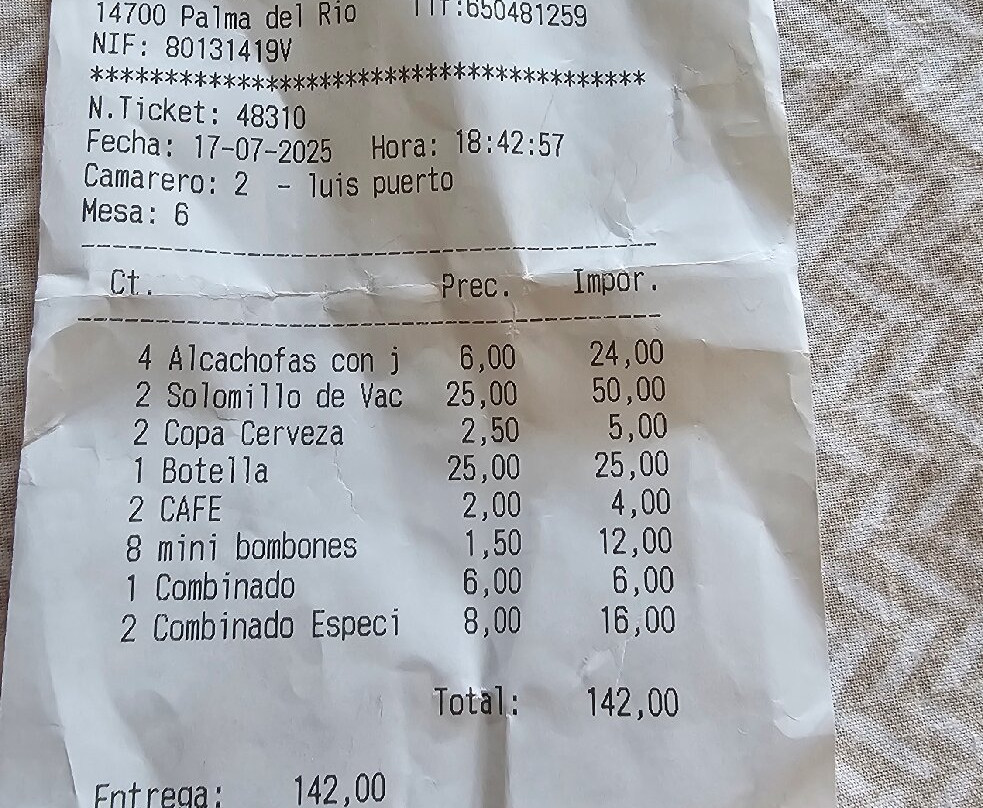 14700 Palma del Rio Tlf:650481259
NIF: 80131419V
******************************************
N.Ticket: 48310
Fecha: 17-07-2025 Hora: 18:42:57
Camarero: 2 - luis puerto
Mesa: 6
Ct. Prec. Impor.
4 Alcachofas con j 6,00 24,00
2 Solomillo de Vac 25,00 50,00
2 Copa Cerveza 2,50 5,00
1 Botella 25,00 25,00
2 CAFE 2,00 4,00
8 mini bombones 1,50 12,00
1 Combinado 6,00 6,00
2 Combinado Especi 8,00 16,00
Total: 142,00
Entrega: 142,00